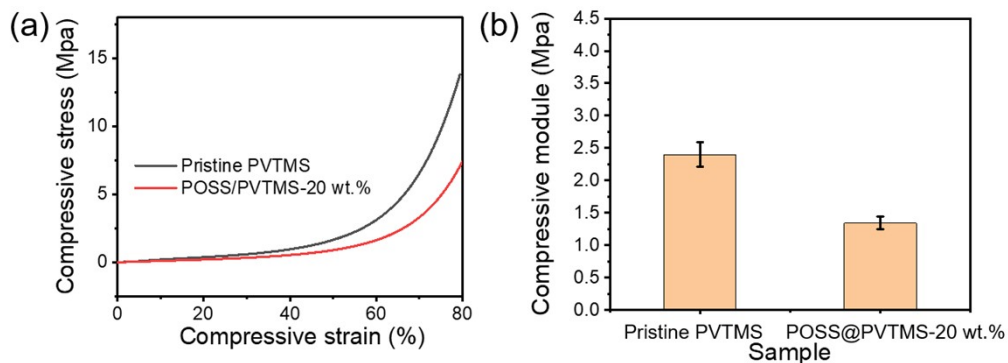 (a)
Compressive stress (Mpa)
15
10
5
0
Pristine PVTMS
POSS/PVTMS-20 wt.%
0
20
40
60
80
Compressive strain (%)
(b)
Compressive module (Mpa)
4.5
4.0
3.5
3.0
2.5
2.0
1.5
1.0
0.5
0.0
Pristine PVTMS
POSS@PVTMS-20 wt.%
Sample